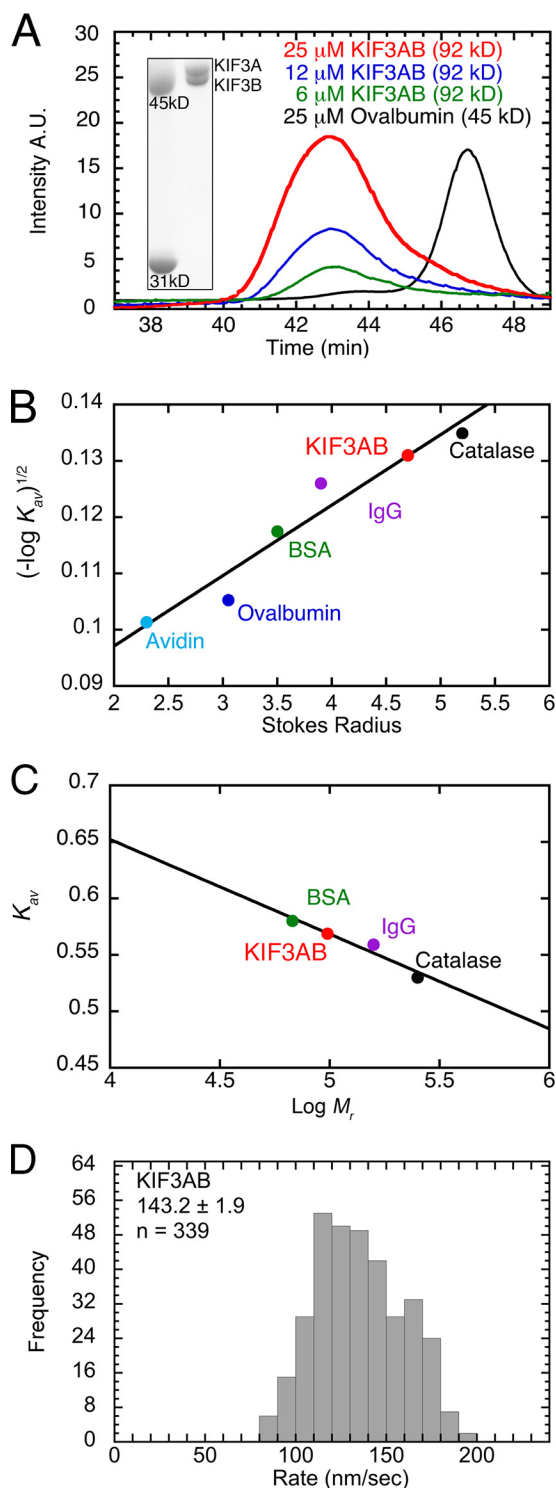 A
25 µM KIF3AB (92 kD)
12 µM KIF3AB (92 kD)
6 µM KIF3AB (92 kD)
25 µM Ovalbumin (45 kD)
KIF3A
KIF3B
45kD
31kD
Intensity A.U.
30
25
20
15
10
5
0
38 40 42 44 46 48
Time (min)
B
(-log Kav)1/2
0.14
0.13
0.12
0.11
0.1
0.09
KIF3AB
Catalase
IgG
BSA
Ovalbumin
Avidin
2 2.5 3 3.5 4 4.5 5 5.5 6
Stokes Radius
C
Kav
0.7
0.65
0.6
0.55
0.5
0.45
BSA
IgG
KIF3AB
Catalase
4 4.5 5 5.5 6
Log Mr
D
KIF3AB
143.2 ± 1.9
n = 339
Frequency
64
56
48
40
32
24
16
8
0
0 50 100 150 200
Rate (nm/sec)